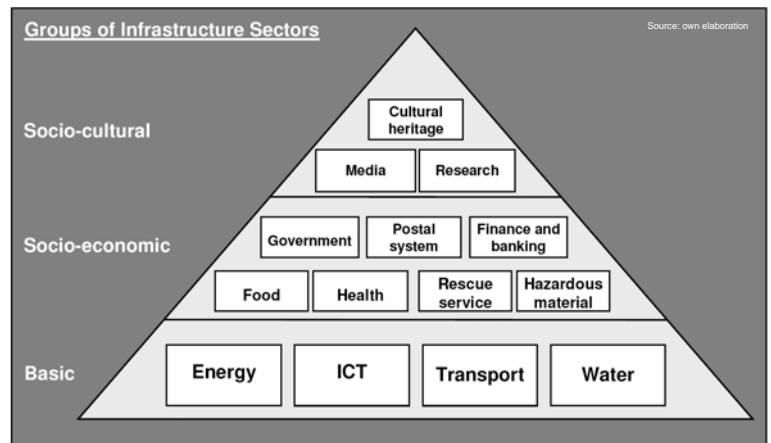 Groups of Infrastructure Sectors
Source: own elaboration
Socio-cultural
Cultural
heritage
Media
Research
Socio-economic
Government
Postal
system
Finance and
banking
Food
Health
Rescue
service
Hazardous
material
Basic
Energy
ICT
Transport
Water